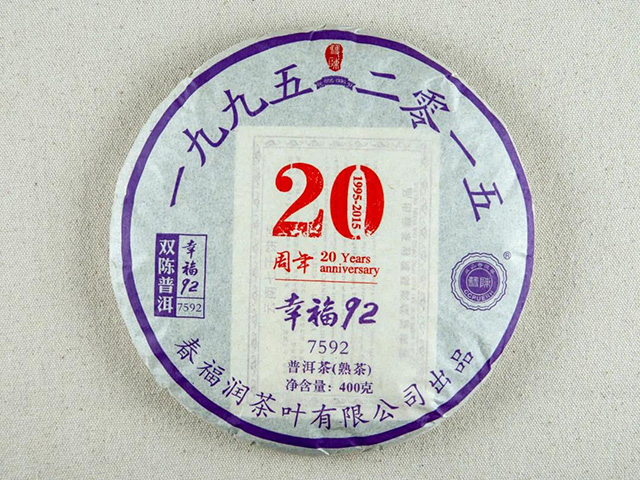 一九九五
二零一五
20
1995-2015
周年
20 Years
anniversary
幸福92
7592
普洱茶(熟茶)
净含量：400克
双陈普洱
幸福92
7592
®
春福润茶叶有限公司出品